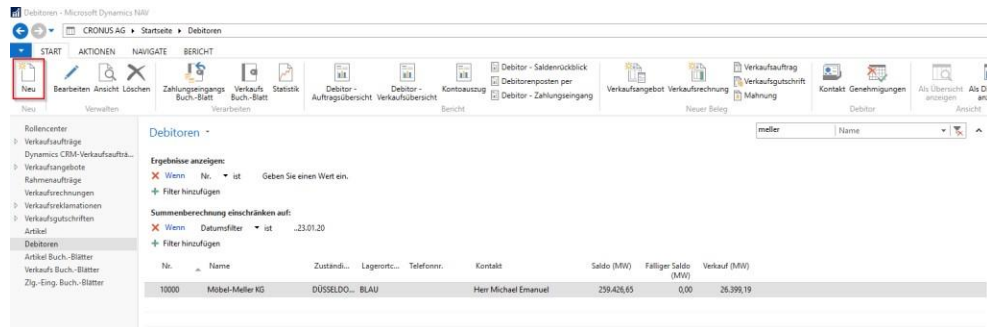 Debitoren - Microsoft Dynamics NAV
CRONUS AG ▸ Startseite ▸ Debitoren
START AKTIONEN NAVIGATE BERICHT
Neu
Bearbeiten Ansicht Löschen
Zahlungseingangs Buch.-Blatt
Verkaufs Buch.-Blatt
Statistik
Debitor - Auftragsübersicht
Debitor - Verkaufsübersicht
Kontoauszug
Debitor - Saldenrückblick
Debitorenposten per
Debitor - Zahlungseingang
Verkaufsangebot Verkaufsrechnung
Verkaufsauftrag
Verkaufsgutschrift
Mahnung
Kontakt Genehmigungen
Als Übersicht anzeigen
Neu Verwalten Verarbeiten Bericht Neuer Beleg Debitor Ansicht
Rollencenter
Verkaufsaufträge
Dynamics CRM-Verkaufsaufträ...
Verkaufsangebote
Rahmenaufträge
Verkaufsrechnungen
Verkaufsreklamationen
Verkaufsgutschriften
Artikel
Debitoren
Artikel Buch.-Blätter
Verkaufs Buch.-Blätter
Zlg.-Eing. Buch.-Blätter
Debitoren
meller Name
Ergebnisse anzeigen:
Wenn Nr. ist Geben Sie einen Wert ein.
Filter hinzufügen
Summenberechnung einschränken auf:
Wenn Datumsfilter ist ..23.01.20
Filter hinzufügen
Nr. Name Zuständi... Lagerortc... Telefonnr. Kontakt Saldo (MW) Fälliger Saldo (MW) Verkauf (MW)
10000 Möbel-Meller KG DÜSSELDO... BLAU Herr Michael Emanuel 259.426,65 0,00 26.399,19